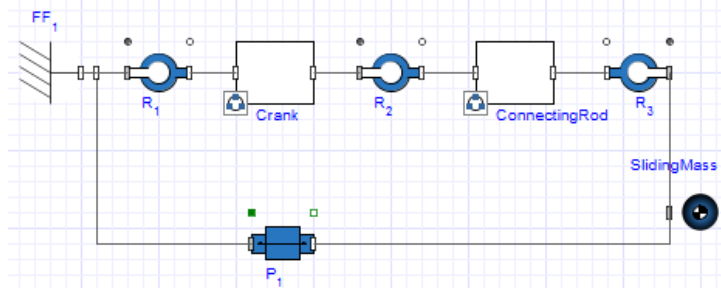 FF1
R1
Crank
R2
ConnectingRod
R3
SlidingMass
P1